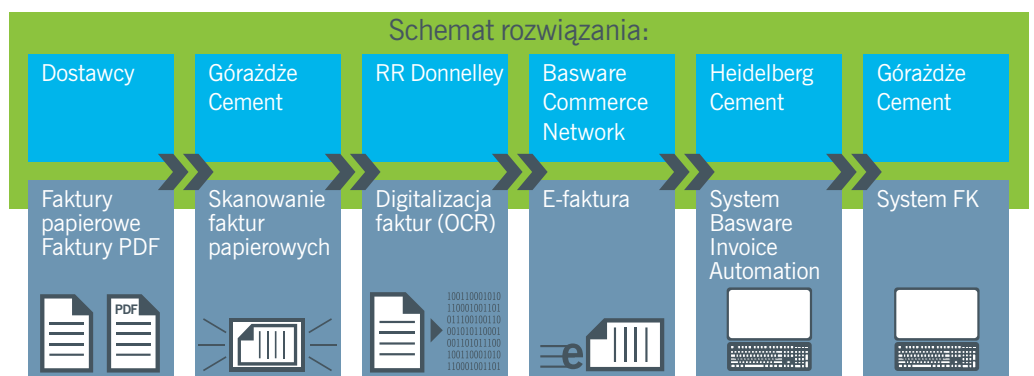 Schemat rozwiązania:
Dostawcy
Górażdże
Cement
RR Donnelley
Basware
Commerce
Network
Heidelberg
Cement
Górażdże
Cement
Faktury
papierowe
Faktury PDF
Skanowanie
faktur
papierowych
Digitalizacja
faktur (OCR)
E-faktura
System
Basware
Invoice
Automation
System FK
PDF
100110001010
110001001101
011100100110
001010110001
001101011100
100110001010
110001001101
e